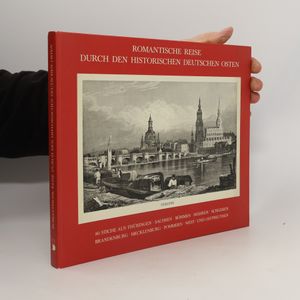 ROMANTISCHE REISE
DURCH DEN HISTORISCHEN DEUTSCHEN OSTEN
DRESDEN
80 STICHE AUS THÜRINGEN SACHSEN BÖHMEN MÄHREN SCHLESIEN
BRANDENBURG MECKLENBURG POMMERN WEST- UND OSTPREUSSEN